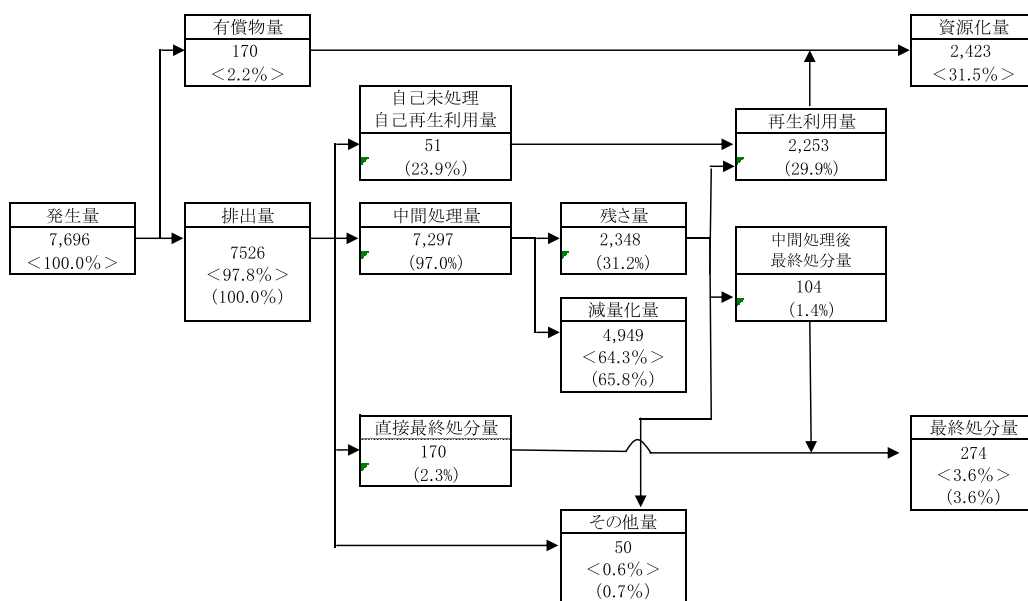 有償物量
170
＜2.2％＞
資源化量
2,423
＜31.5％＞
自己未処理
自己再生利用量
51
(23.9％)
再生利用量
2,253
(29.9%)
発生量
7,696
＜100.0％＞
排出量
7526
＜97.8％＞
(100.0％)
中間処理量
7,297
(97.0%)
残さ量
2,348
(31.2%)
中間処理後
最終処分量
104
(1.4%)
減量化量
4,949
＜64.3％＞
(65.8％)
直接最終処分量
170
(2.3%)
最終処分量
274
＜3.6％＞
(3.6％)
その他量
50
＜0.6％＞
(0.7％)